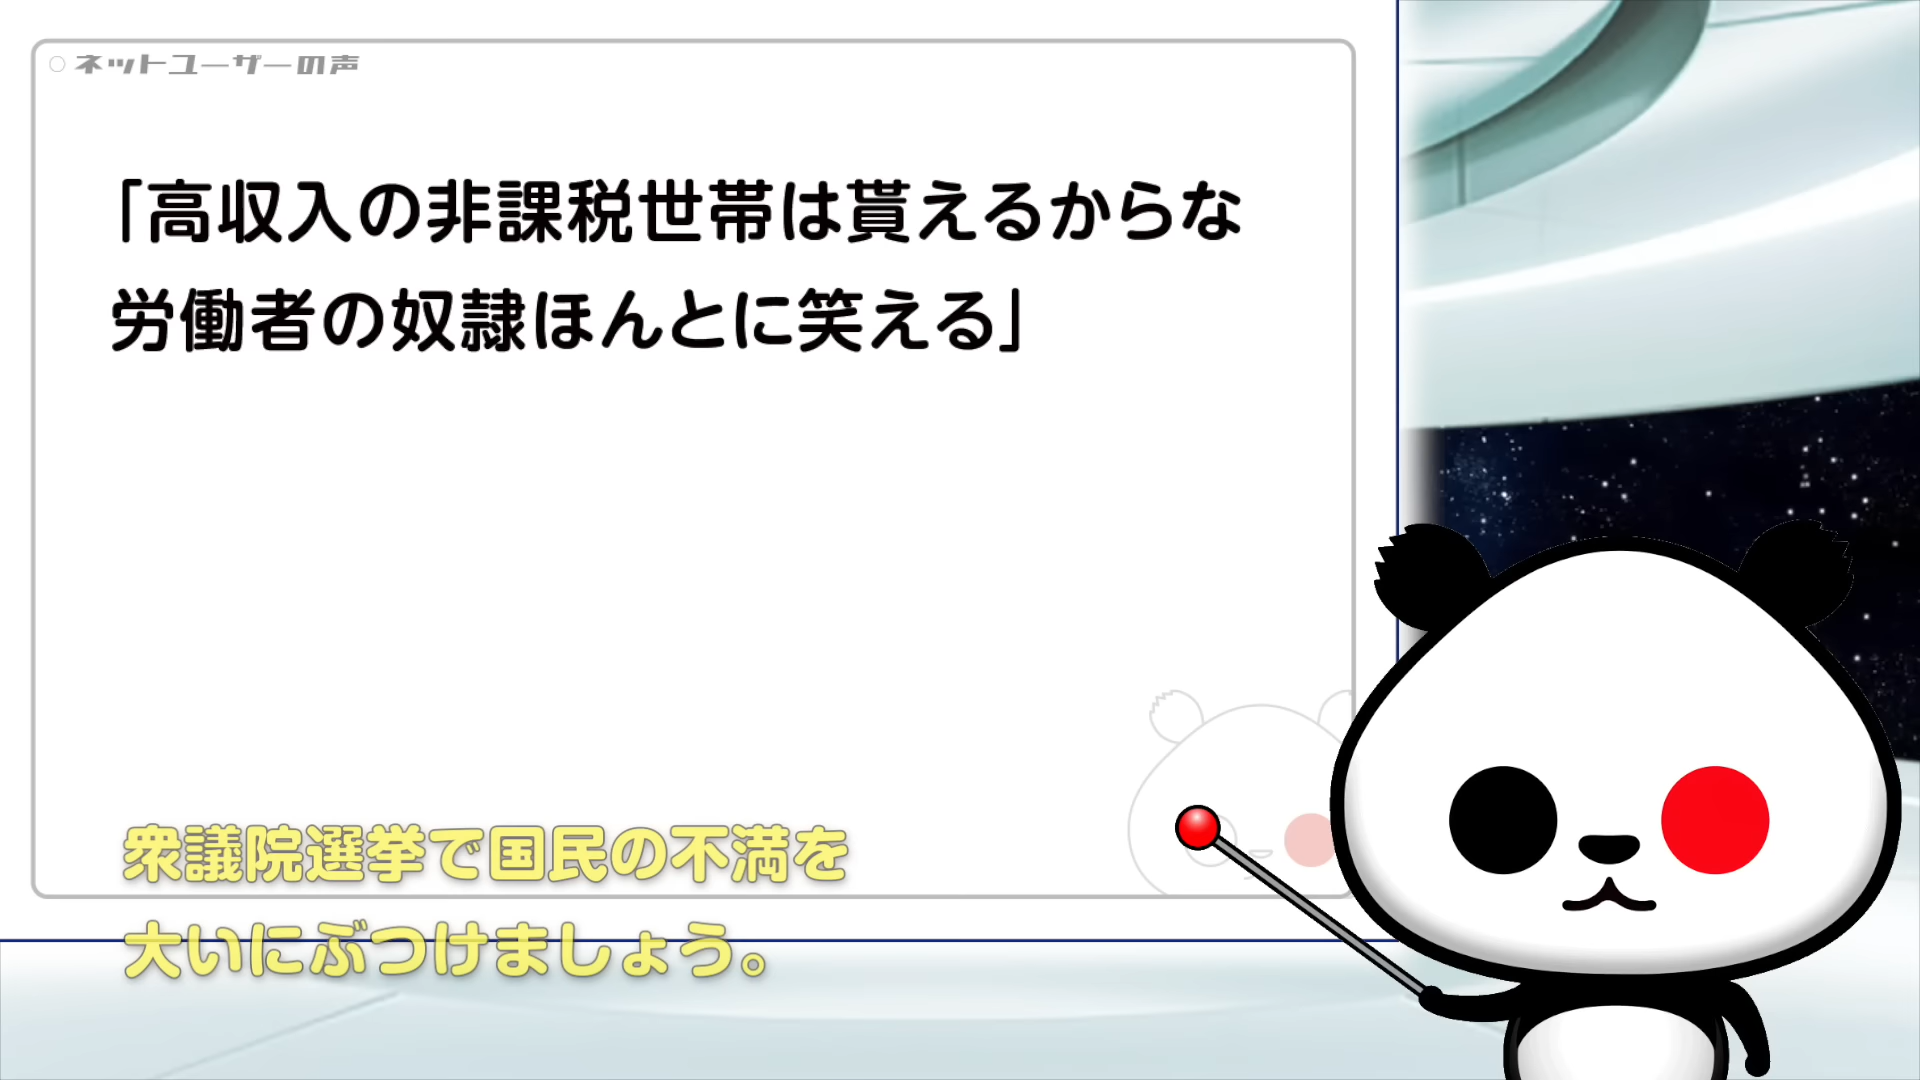 ネットユーザーの声
「高収入の非課税世帯は貰えるからな
労働者の奴隷ほんとに笑える」
衆議院選挙で国民の不満を
大いにぶつけましょう。